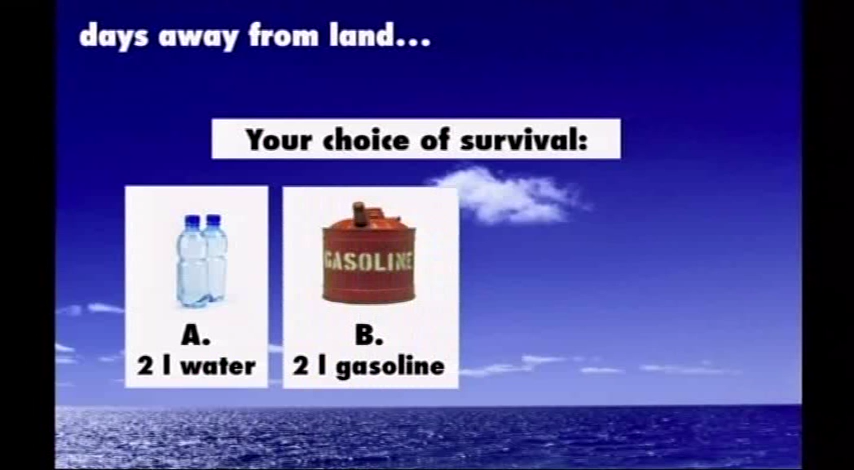 days away from land...
Your choice of survival:
GASOLINE
A.
2 l water
B.
2 l gasoline